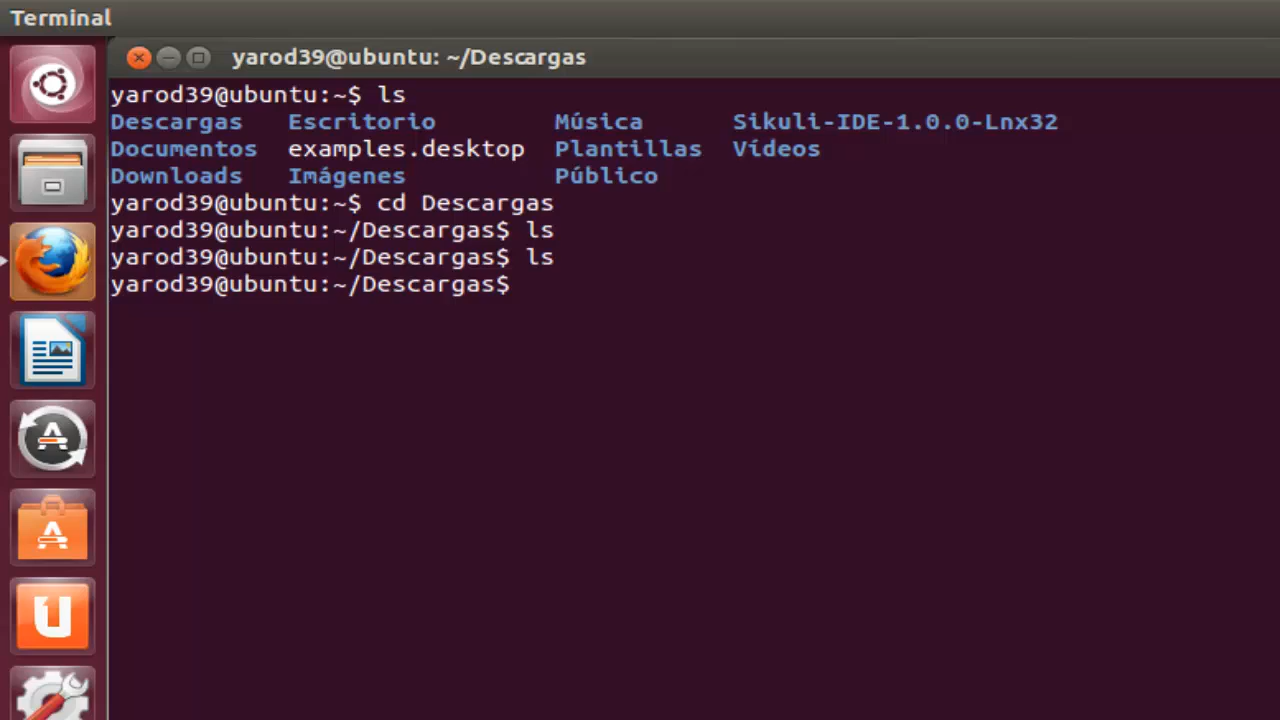 Terminal
yarod39@ubuntu: ~/Descargas
yarod39@ubuntu:~$ ls
Descargas Escritorio Música Sikuli-IDE-1.0.0-Lnx32
Documentos examples.desktop Plantillas Vídeos
Downloads Imágenes Público
yarod39@ubuntu:~$ cd Descargas
yarod39@ubuntu:~/Descargas$ ls
yarod39@ubuntu:~/Descargas$ ls
yarod39@ubuntu:~/Descargas$